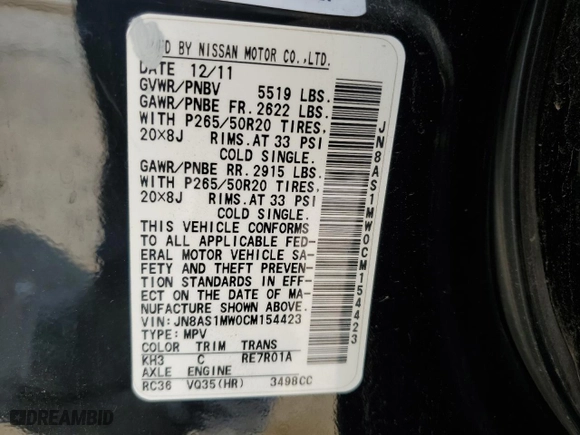 MFD BY NISSAN MOTOR CO.,LTD.
DATE 12/11
GVWR/PNBV 5519 LBS.
GAWR/PNBE FR. 2622 LBS.
WITH P265/50R20 TIRES,
20×8J RIMS. AT 33 PSI
COLD SINGLE.
GAWR/PNBE RR. 2915 LBS.
WITH P265/50R20 TIRES,
20×8J RIMS. AT 33 PSI
COLD SINGLE.
THIS VEHICLE CONFORMS
TO ALL APPLICABLE FED-
ERAL MOTOR VEHICLE SA-
FETY AND THEFT PREVEN-
TION STANDARDS IN EFF-
ECT ON THE DATE OF MA-
NUFACTURE SHOWN ABOVE.
VIN: JN8AS1MW0CM154423
TYPE: MPV
COLOR TRIM TRANS
KH3 C RE7R01A
AXLE ENGINE
RC36 VQ35(HR) 3498CC
JN8AS1MW0CM154423
DREAMBID